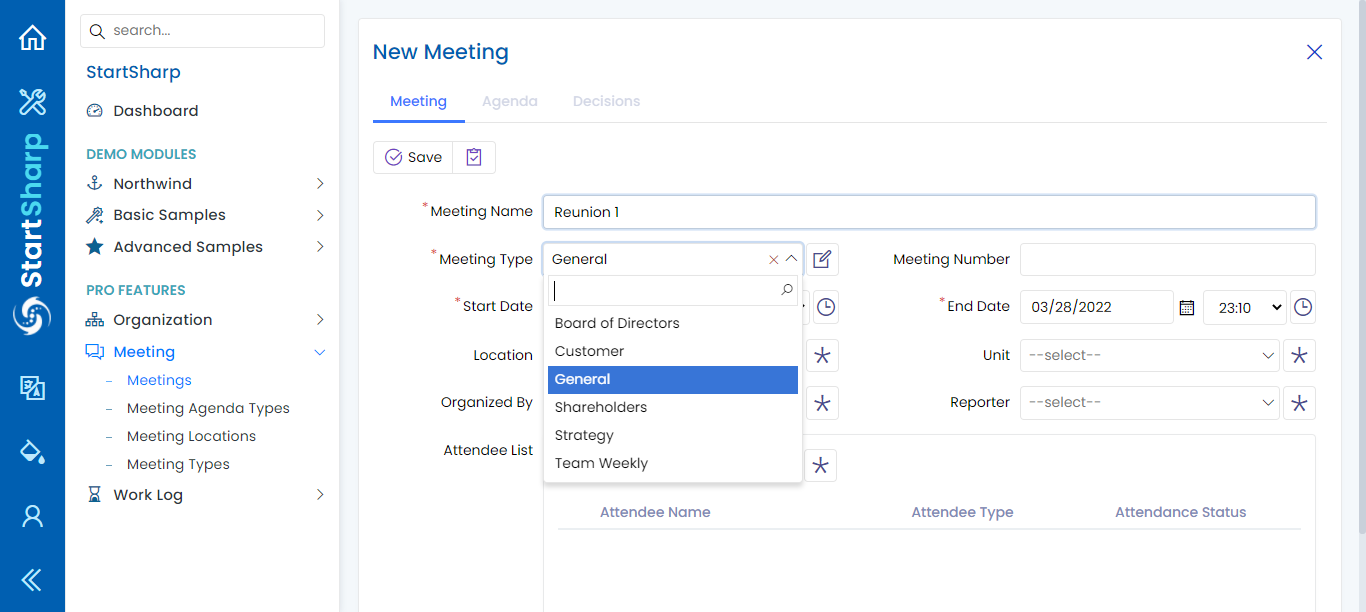 search...
StartSharp
Dashboard
DEMO MODULES
Northwind
Basic Samples
Advanced Samples
PRO FEATURES
Organization
Meeting
Meetings
Meeting Agenda Types
Meeting Locations
Meeting Types
Work Log
StartSharp
New Meeting
Meeting Agenda Decisions
Save
*Meeting Name Reunion 1
*Meeting Type General Meeting Number
Board of Directors
Customer
General
Shareholders
Strategy
Team Weekly
*Start Date *End Date 03/28/2022 23:10
Location Unit --select--
Organized By Reporter --select--
Attendee List
Attendee Name Attendee Type Attendance Status